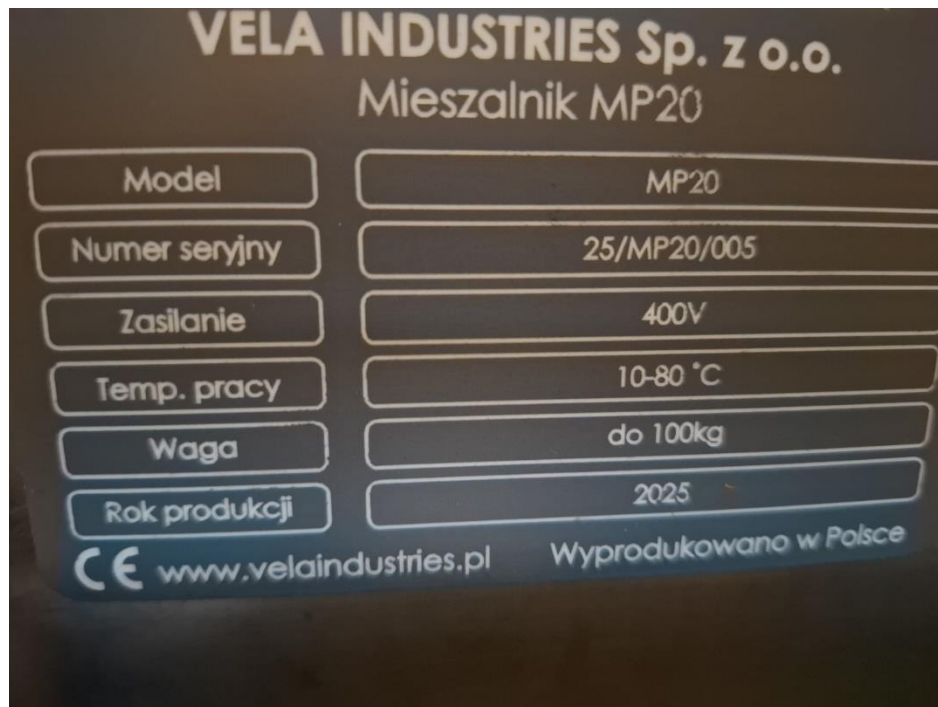 VELA INDUSTRIES Sp. z o.o.
Mieszalnik MP20
Model MP20
Numer seryjny 25/MP20/005
Zasilanie 400V
Temp. pracy 10-80 °C
Waga do 100kg
Rok produkcji 2025
CE www.velaindustries.pl Wyprodukowano w Polsce